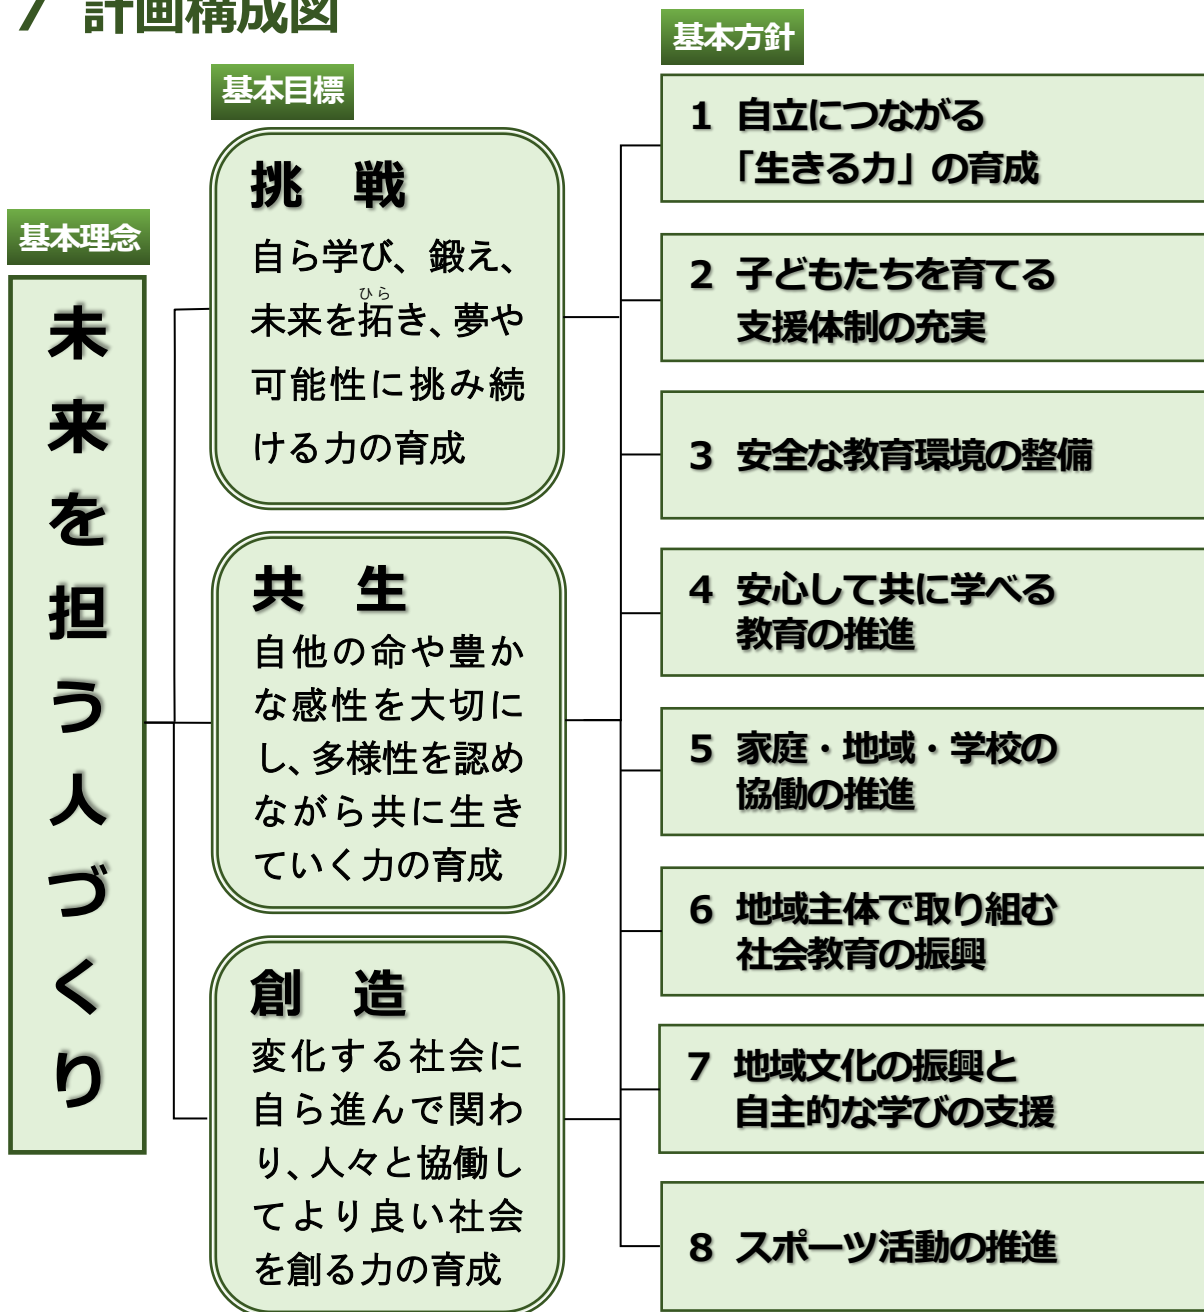 7 計画構成図
基本理念
未来を担う人づくり
基本目標
挑　戦
自ら学び、鍛え、
ひら
未来を拓き、夢や
可能性に挑み続
ける力の育成
共　生
自他の命や豊か
な感性を大切に
し、多様性を認め
ながら共に生き
ていく力の育成
創　造
変化する社会に
自ら進んで関わ
り、人々と協働し
てより良い社会
を創る力の育成
基本方針
1 自立につながる
「生きる力」の育成
2 子どもたちを育てる
支援体制の充実
3 安全な教育環境の整備
4 安心して共に学べる
教育の推進
5 家庭・地域・学校の
協働の推進
6 地域主体で取り組む
社会教育の振興
7 地域文化の振興と
自主的な学びの支援
8 スポーツ活動の推進